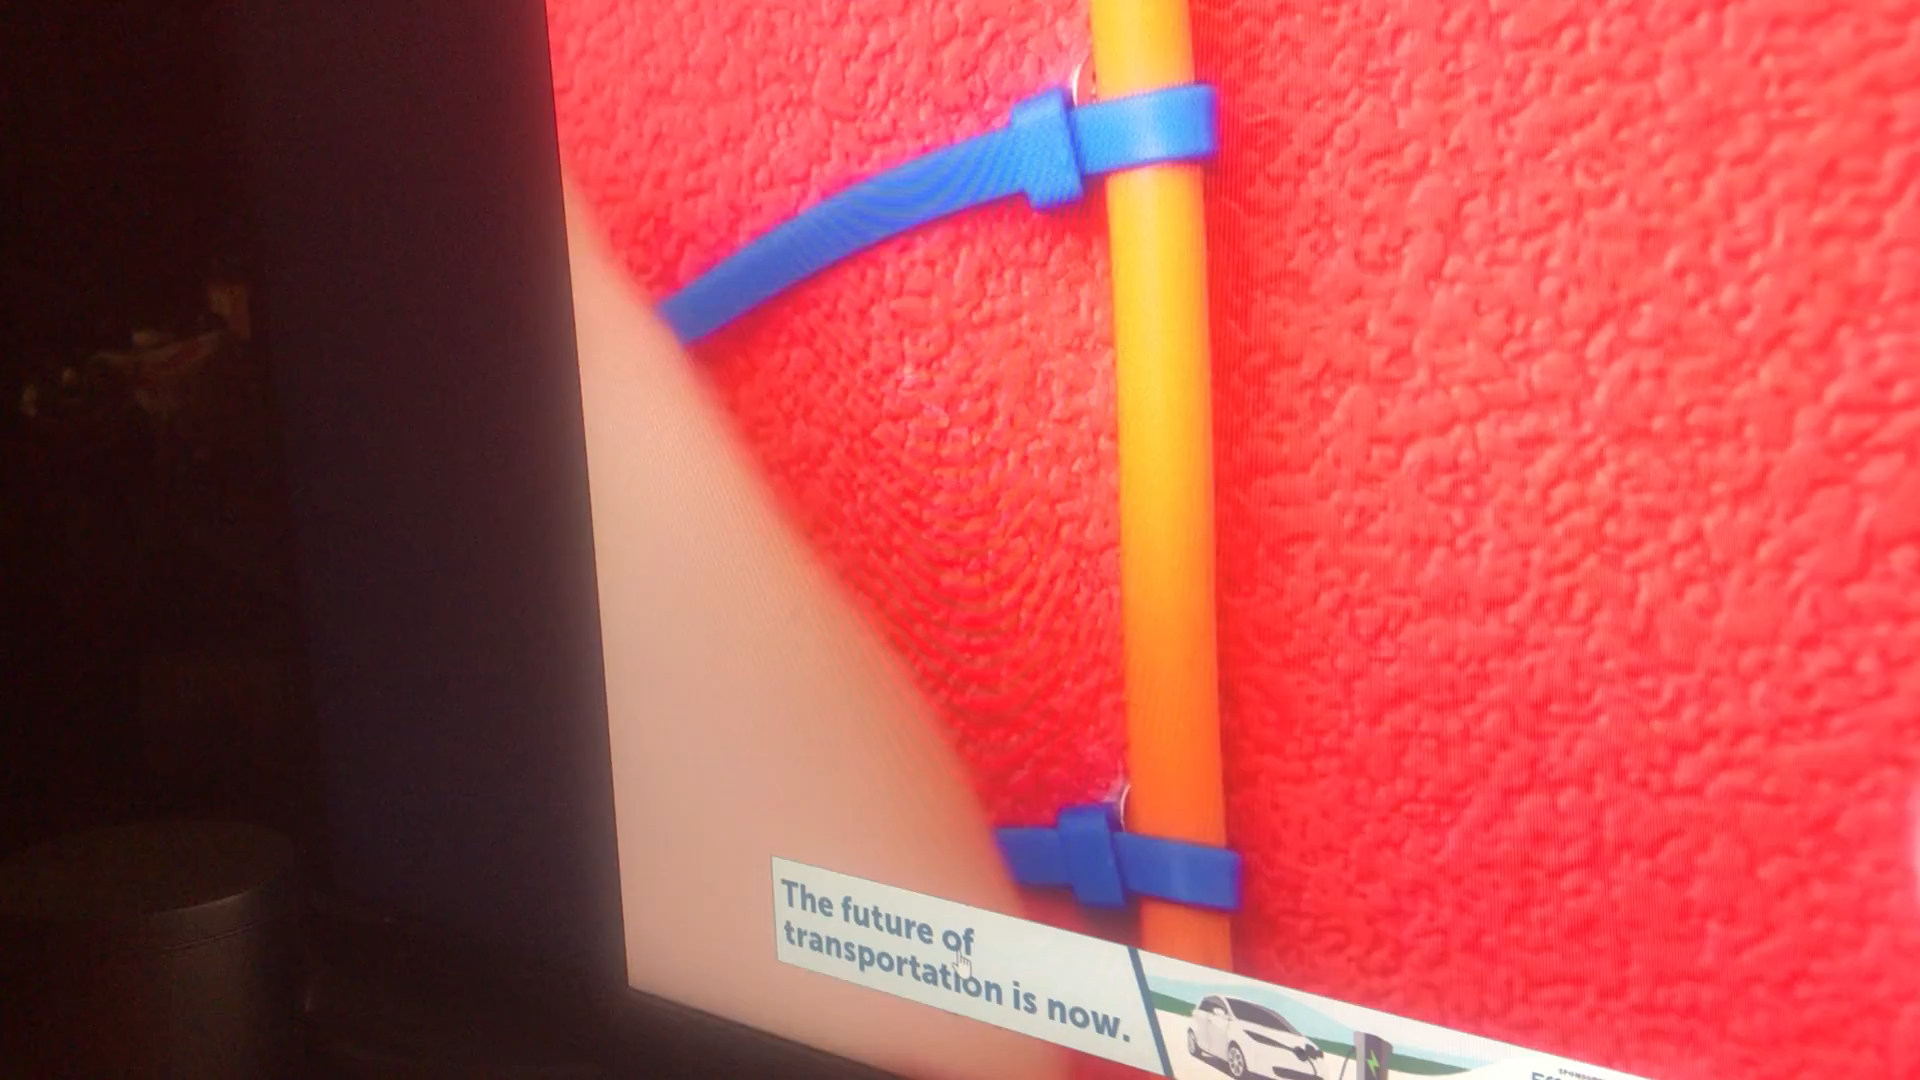 The future of
transportation is now.